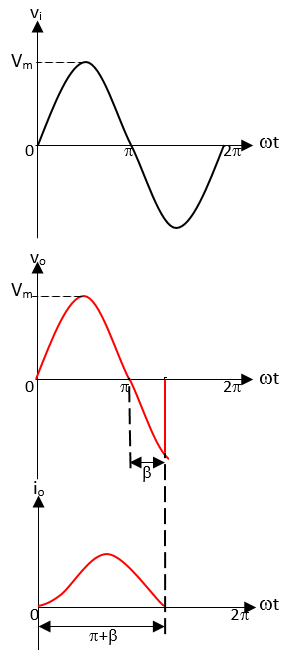 vᵢ
Vₘ
0 π 2π ωt
vₒ
Vₘ
0 π 2π ωt
β
iₒ
0 2π ωt
π+β